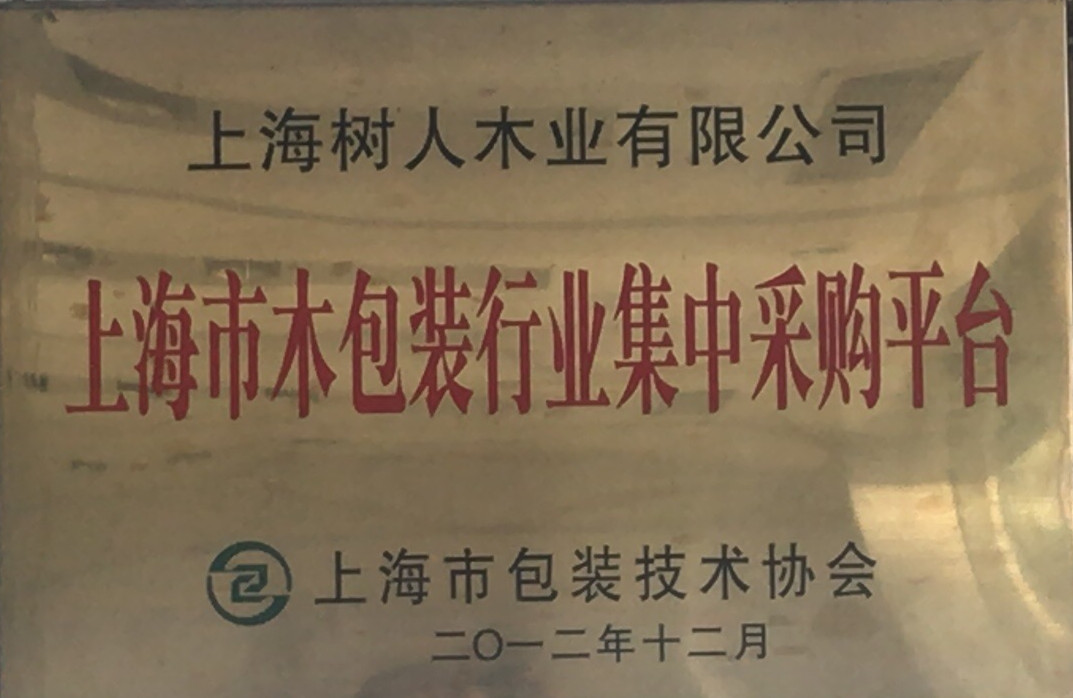 上海树人木业有限公司
上海市木包装行业集中采购平台
上海市包装技术协会
二〇一二年十二月